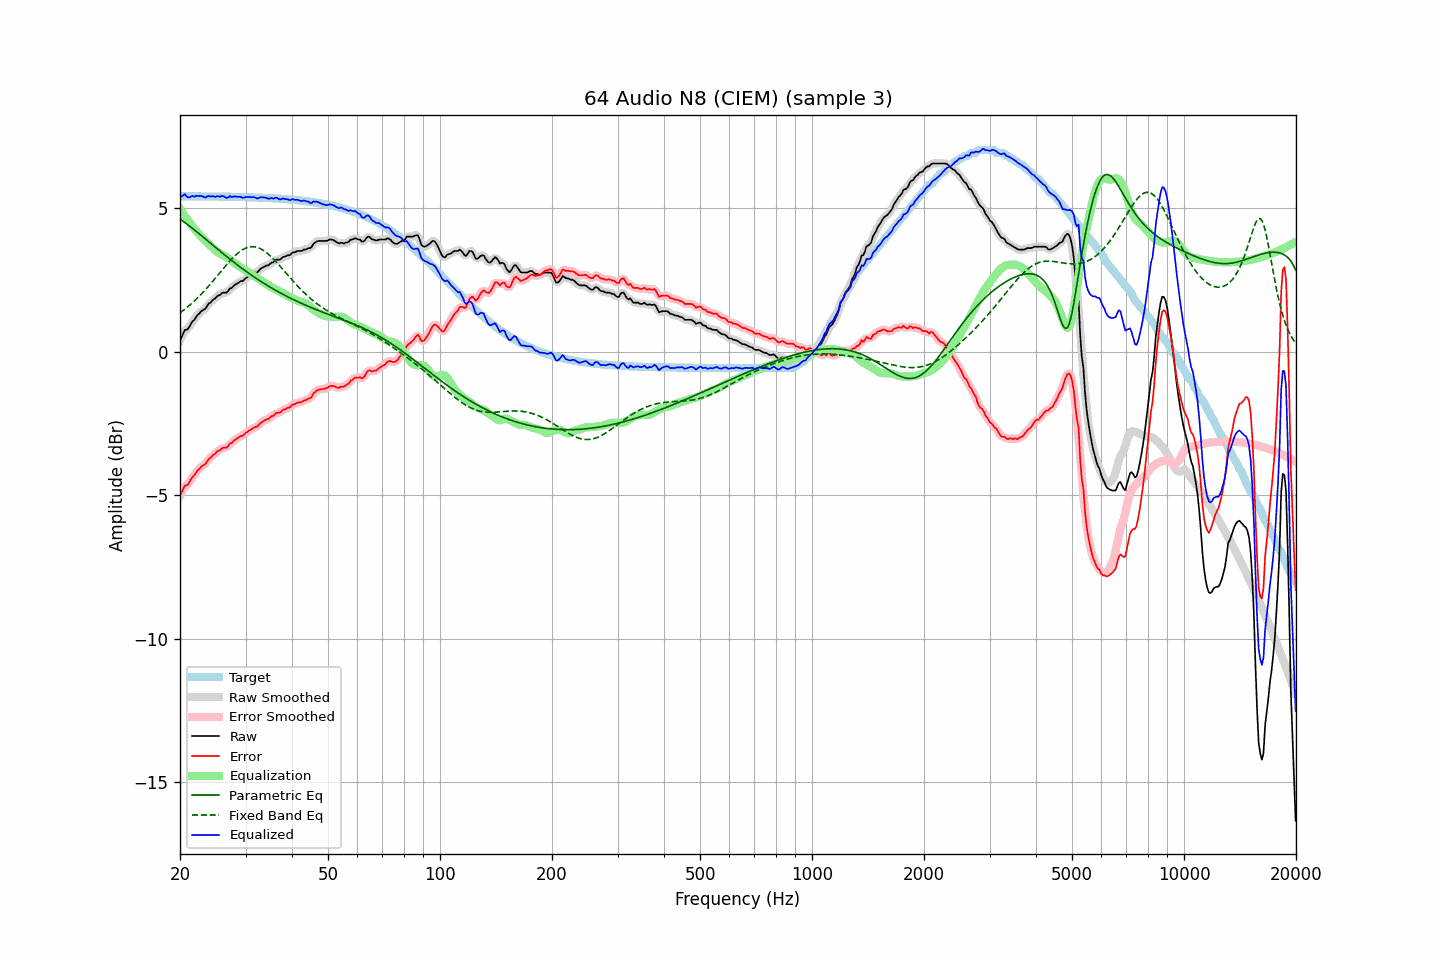 64 Audio N8 (CIEM) (sample 3)
Amplitude (dBr)
5
0
−5
−10
−15
Target
Raw Smoothed
Error Smoothed
Raw
Error
Equalization
Parametric Eq
Fixed Band Eq
Equalized
20 50 100 200 500 1000 2000 5000 10000 20000
Frequency (Hz)